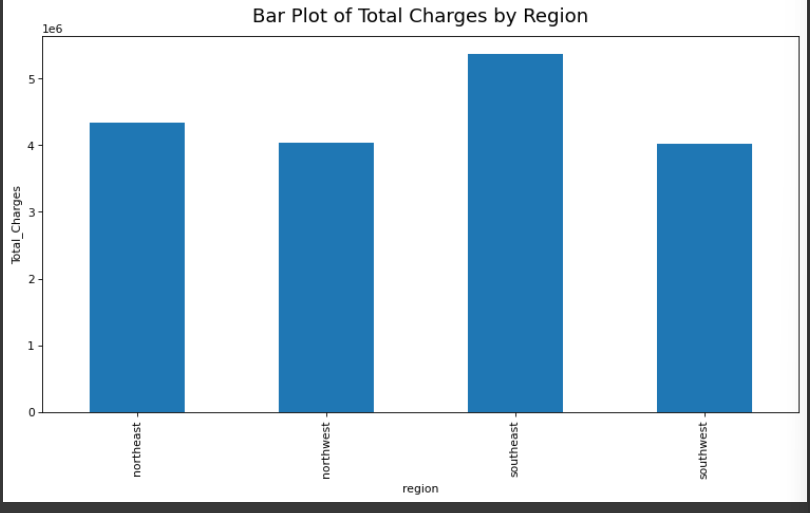 Bar Plot of Total Charges by Region
1e6
5
4
3
2
1
0
Total_Charges
northeast
northwest
southeast
southwest
region